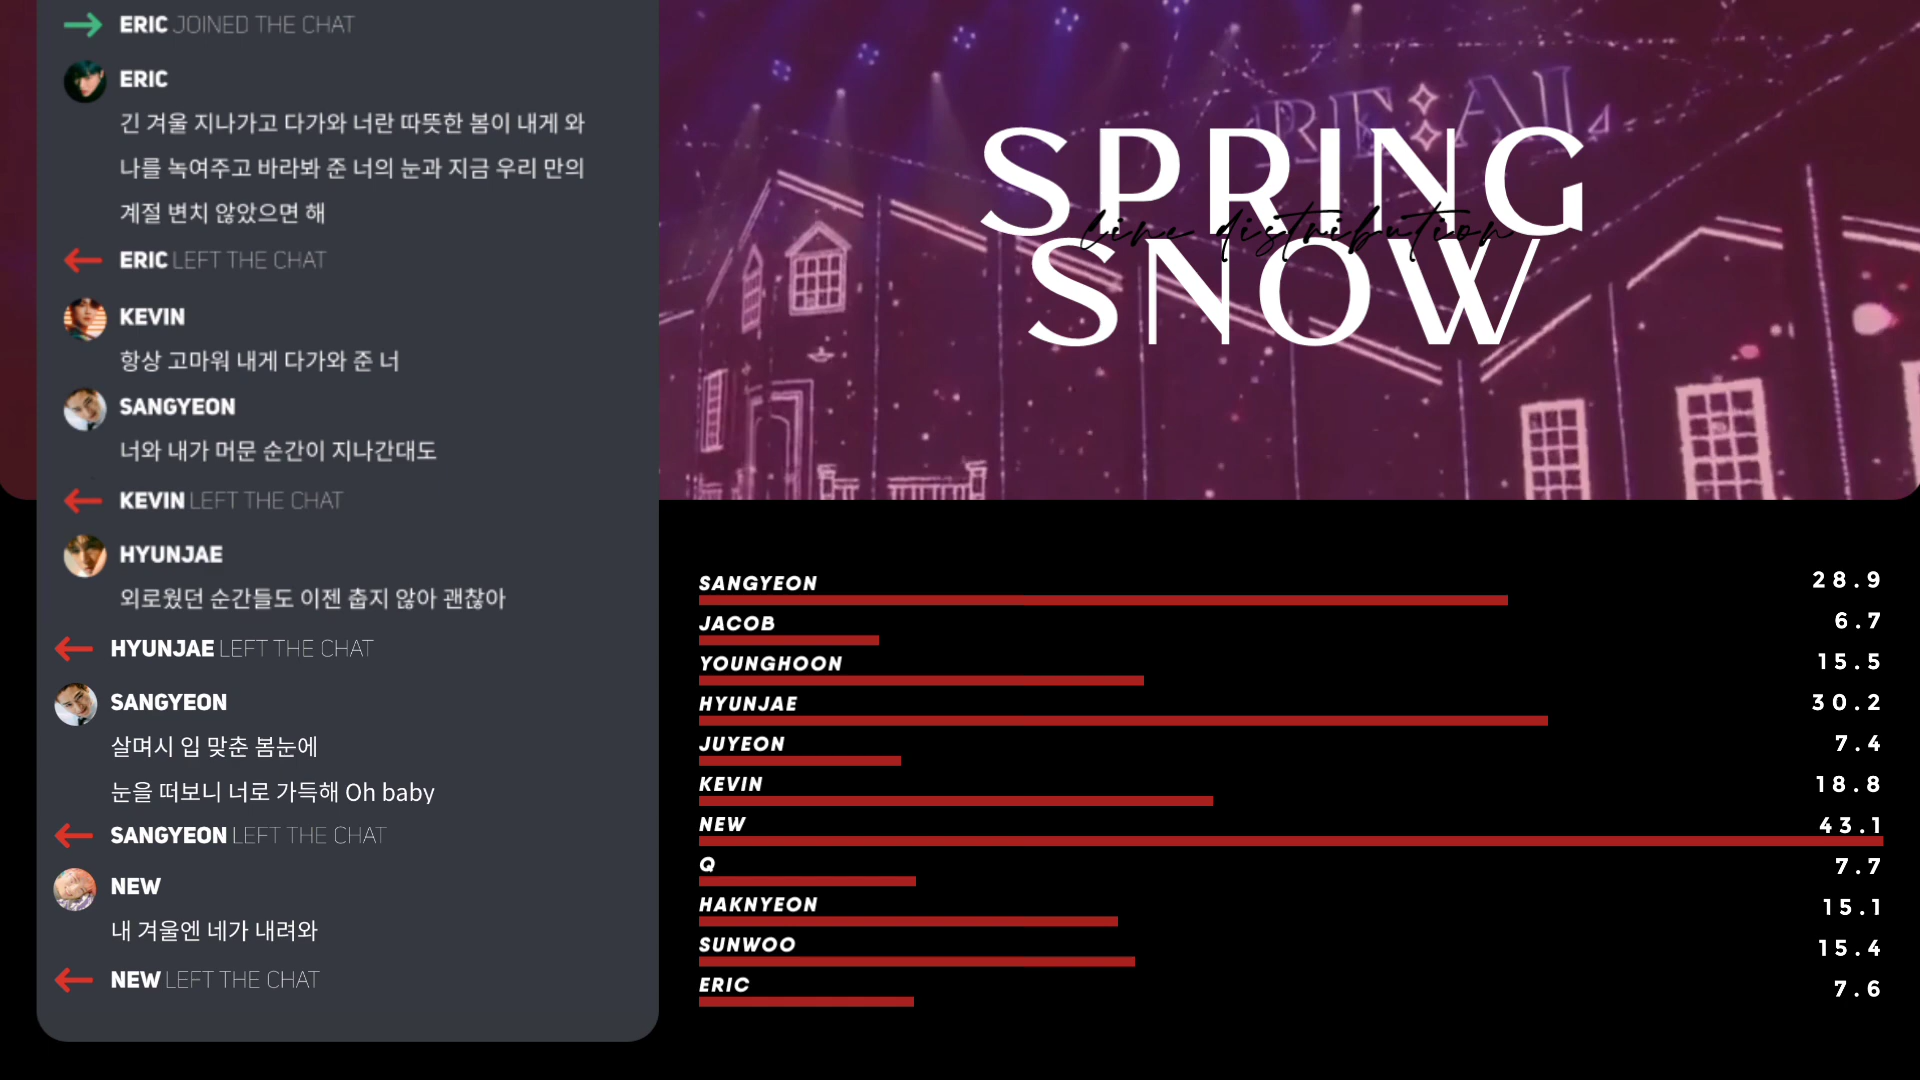 ERIC JOINED THE CHAT
ERIC
긴 겨울 지나가고 다가와 너란 따뜻한 봄이 내게 와
나를 녹여주고 바라봐 준 너의 눈과 지금 우리 만의
계절 변치 않았으면 해
ERIC LEFT THE CHAT
KEVIN
항상 고마워 내게 다가와 준 너
SANGYEON
너와 내가 머문 순간이 지나간대도
KEVIN LEFT THE CHAT
HYUNJAE
외로웠던 순간들도 이젠 춥지 않아 괜찮아
HYUNJAE LEFT THE CHAT
SANGYEON
살며시 입 맞춘 봄눈에
눈을 떠보니 너로 가득해 Oh baby
SANGYEON LEFT THE CHAT
NEW
내 겨울엔 네가 내려와
NEW LEFT THE CHAT
RE:AL
SPRING
line distribution
SNOW
SANGYEON 28.9
JACOB 6.7
YOUNGHOON 15.5
HYUNJAE 30.2
JUYEON 7.4
KEVIN 18.8
NEW 43.1
Q 7.7
HAKNYEON 15.1
SUNWOO 15.4
ERIC 7.6